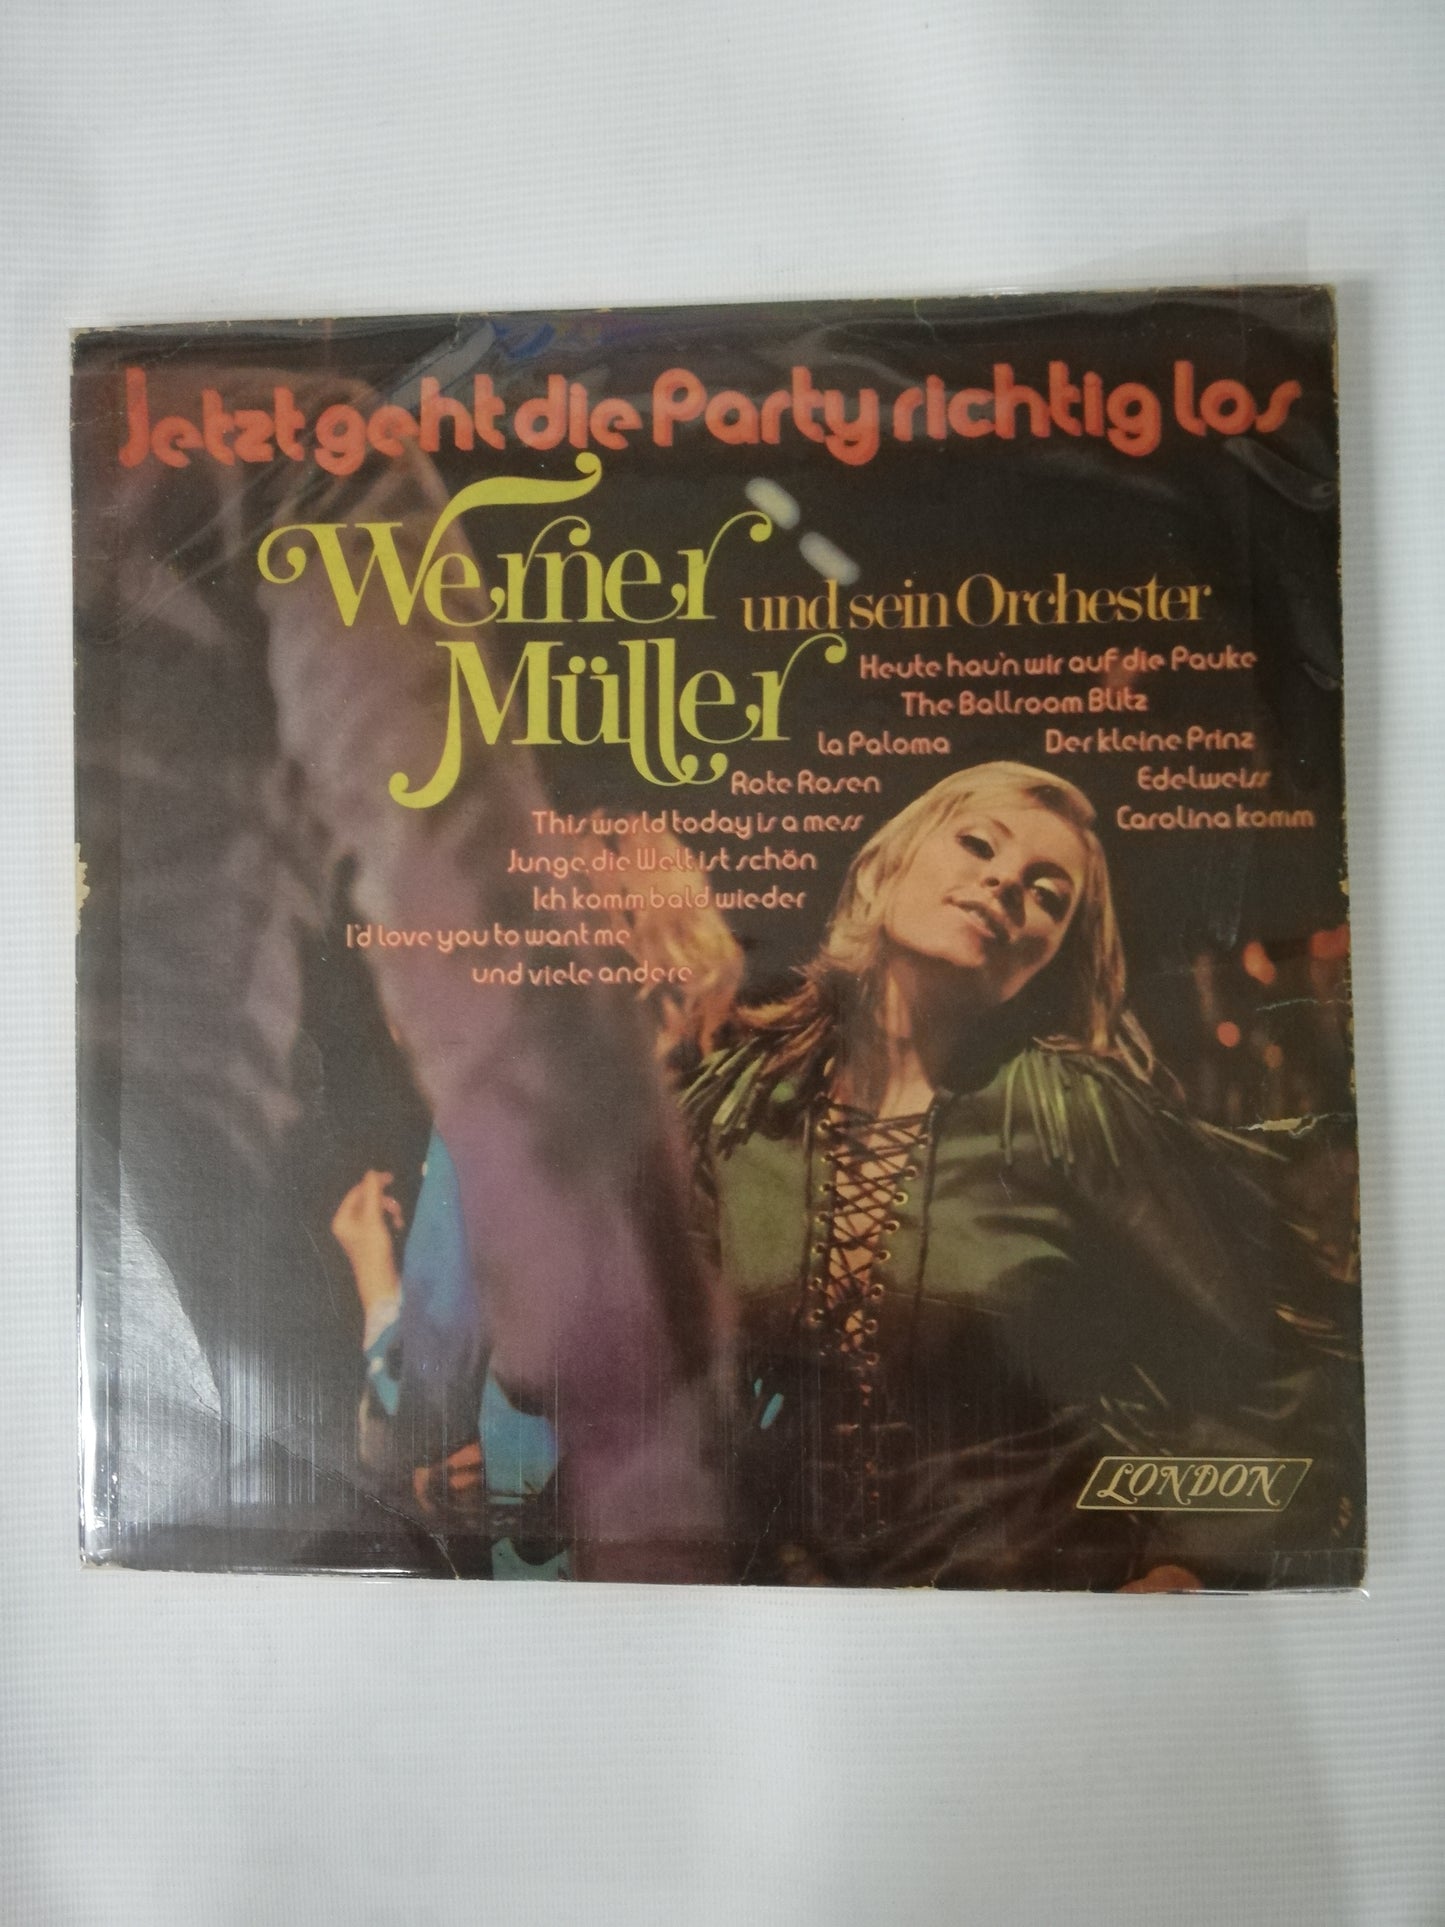 Jetzt geht die Party richtig los
Werner
Müller
und sein Orchester
Heute hau'n wir auf die Pauke
The Ballroom Blitz
La Paloma
Der kleine Prinz
Rote Rosen
Edelweiss
This world today is a mess
Carolina komm
Junge, die Welt ist schön
Ich komm bald wieder
I'd love you to want me
und viele andere
LONDON